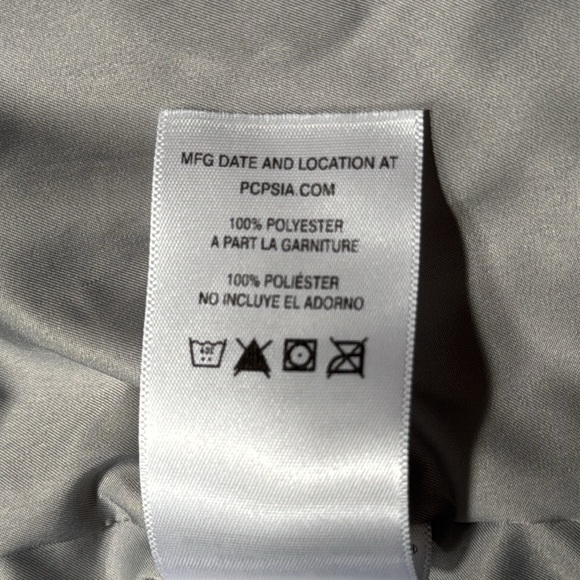 MFG DATE AND LOCATION AT
PCPSIA.COM
100% POLYESTER
A PART LA GARNITURE
100% POLIÉSTER
NO INCLUYE EL ADORNO